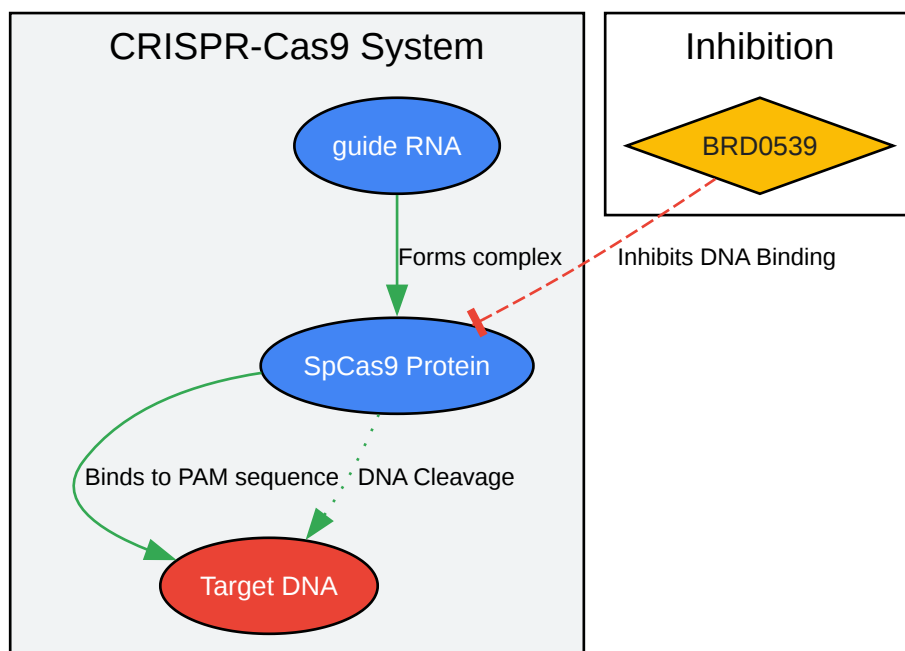 CRISPR-Cas9 System
Inhibition
guide RNA
BRD0539
Forms complex
Inhibits DNA Binding
SpCas9 Protein
Binds to PAM sequence
DNA Cleavage
Target DNA